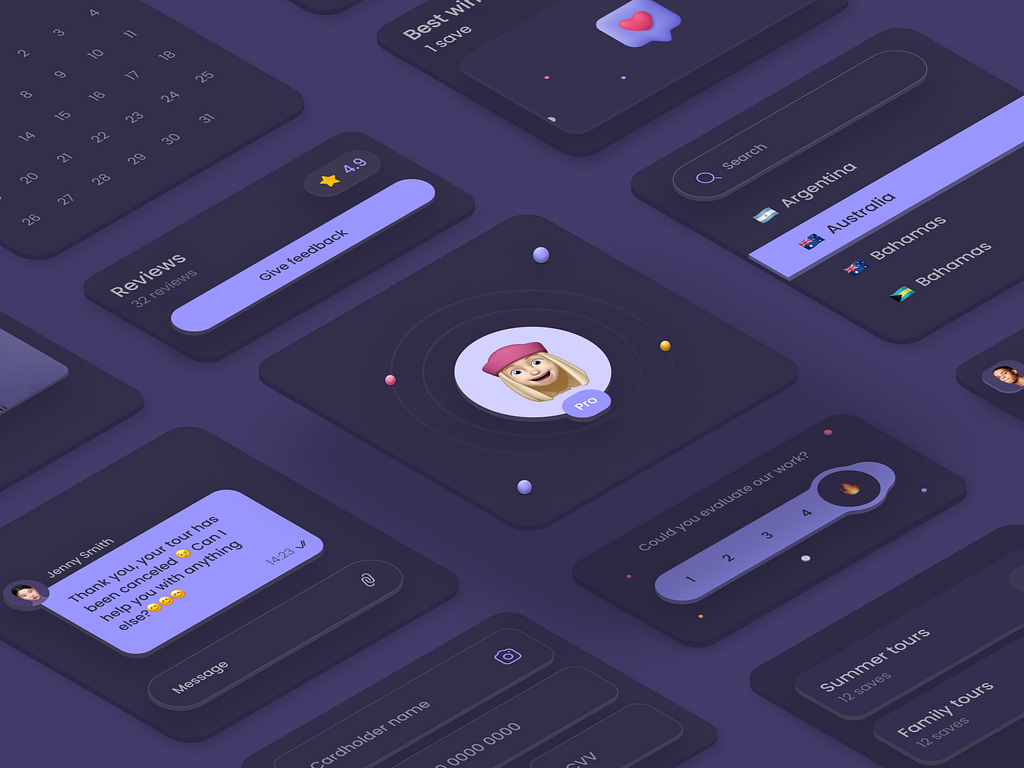 4
2 3
11
8 9 10
18
14 15 16 17
25
20 21 22 23 24
26 27 28 29 30 31
Best
1 save
Search
Argentina
Australia
Bahamas
Bahamas
4.9
Reviews
32 reviews
Give feedback
Pro
Could you evaluate our work?
1 2 3 4
Jenny Smith
Thank you, your tour has
been canceled 😢 Can I
help you with anything
else?😊😊😊
14:23
Message
Cardholder name
0000 0000
CVV
Summer tours
12 saves
Family tours
12 saves